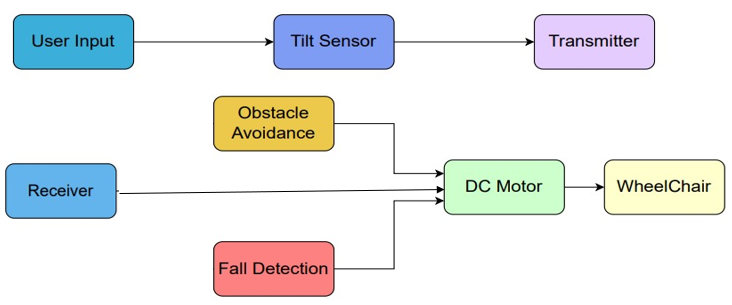 User Input
Tilt Sensor
Transmitter
Obstacle
Avoidance
Receiver
DC Motor
WheelChair
Fall Detection